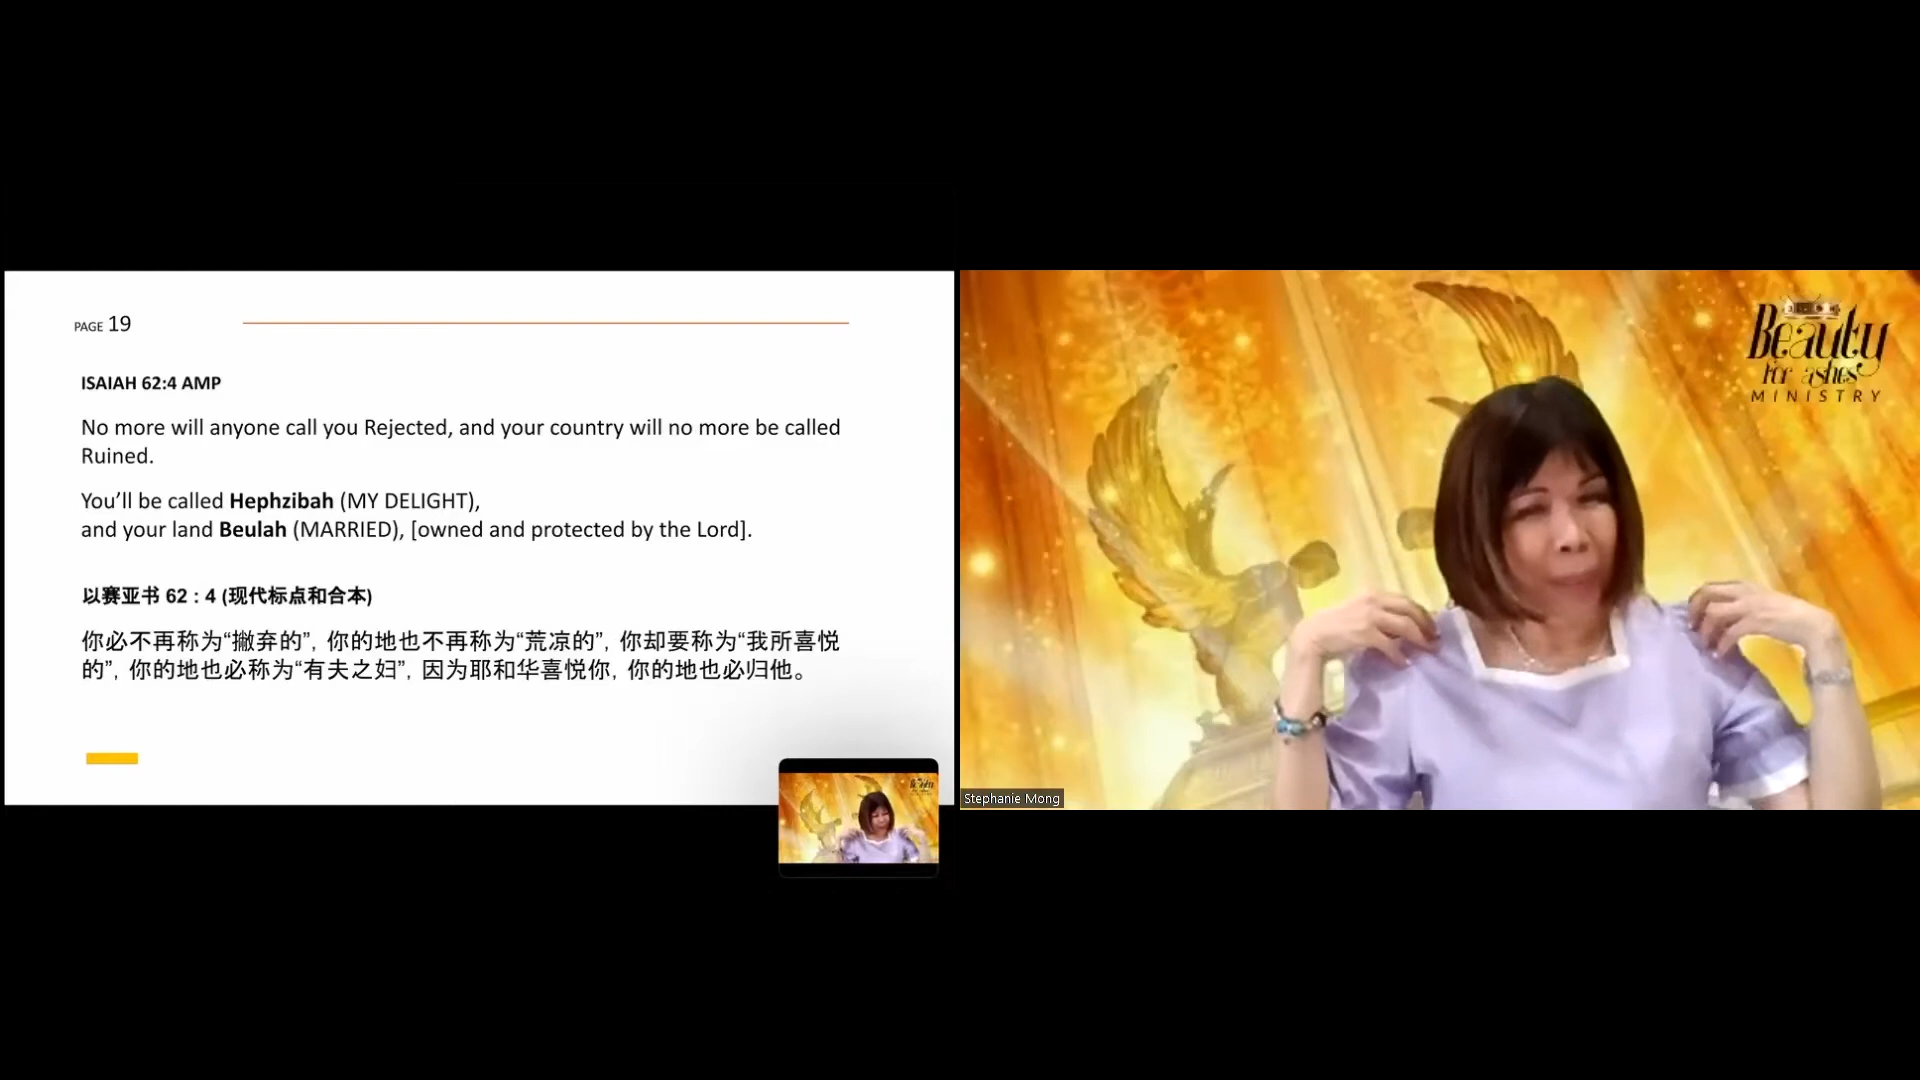 PAGE 19
ISAIAH 62:4 AMP
No more will anyone call you Rejected, and your country will no more be called
Ruined.
You’ll be called Hephzibah (MY DELIGHT),
and your land Beulah (MARRIED), [owned and protected by the Lord].
以赛亚书 62 : 4 (现代标点和合本)
你必不再称为“撇弃的”, 你的地也不再称为“荒凉的”, 你却要称为“我所喜悦
的”, 你的地也必称为“有夫之妇”, 因为耶和华喜悦你, 你的地也必归他。
Beauty
For ashes
MINISTRY
Stephanie Mong